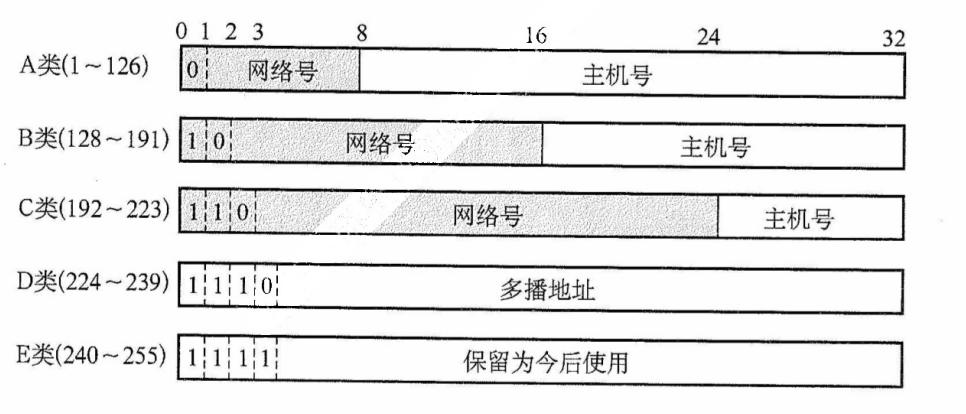 0 1 2 3 8 16 24 32
A类(1~126) 0 网络号 主机号
B类(128~191) 1 0 网络号 主机号
C类(192~223) 1 1 0 网络号 主机号
D类(224~239) 1 1 1 0 多播地址
E类(240~255) 1 1 1 1 保留为今后使用